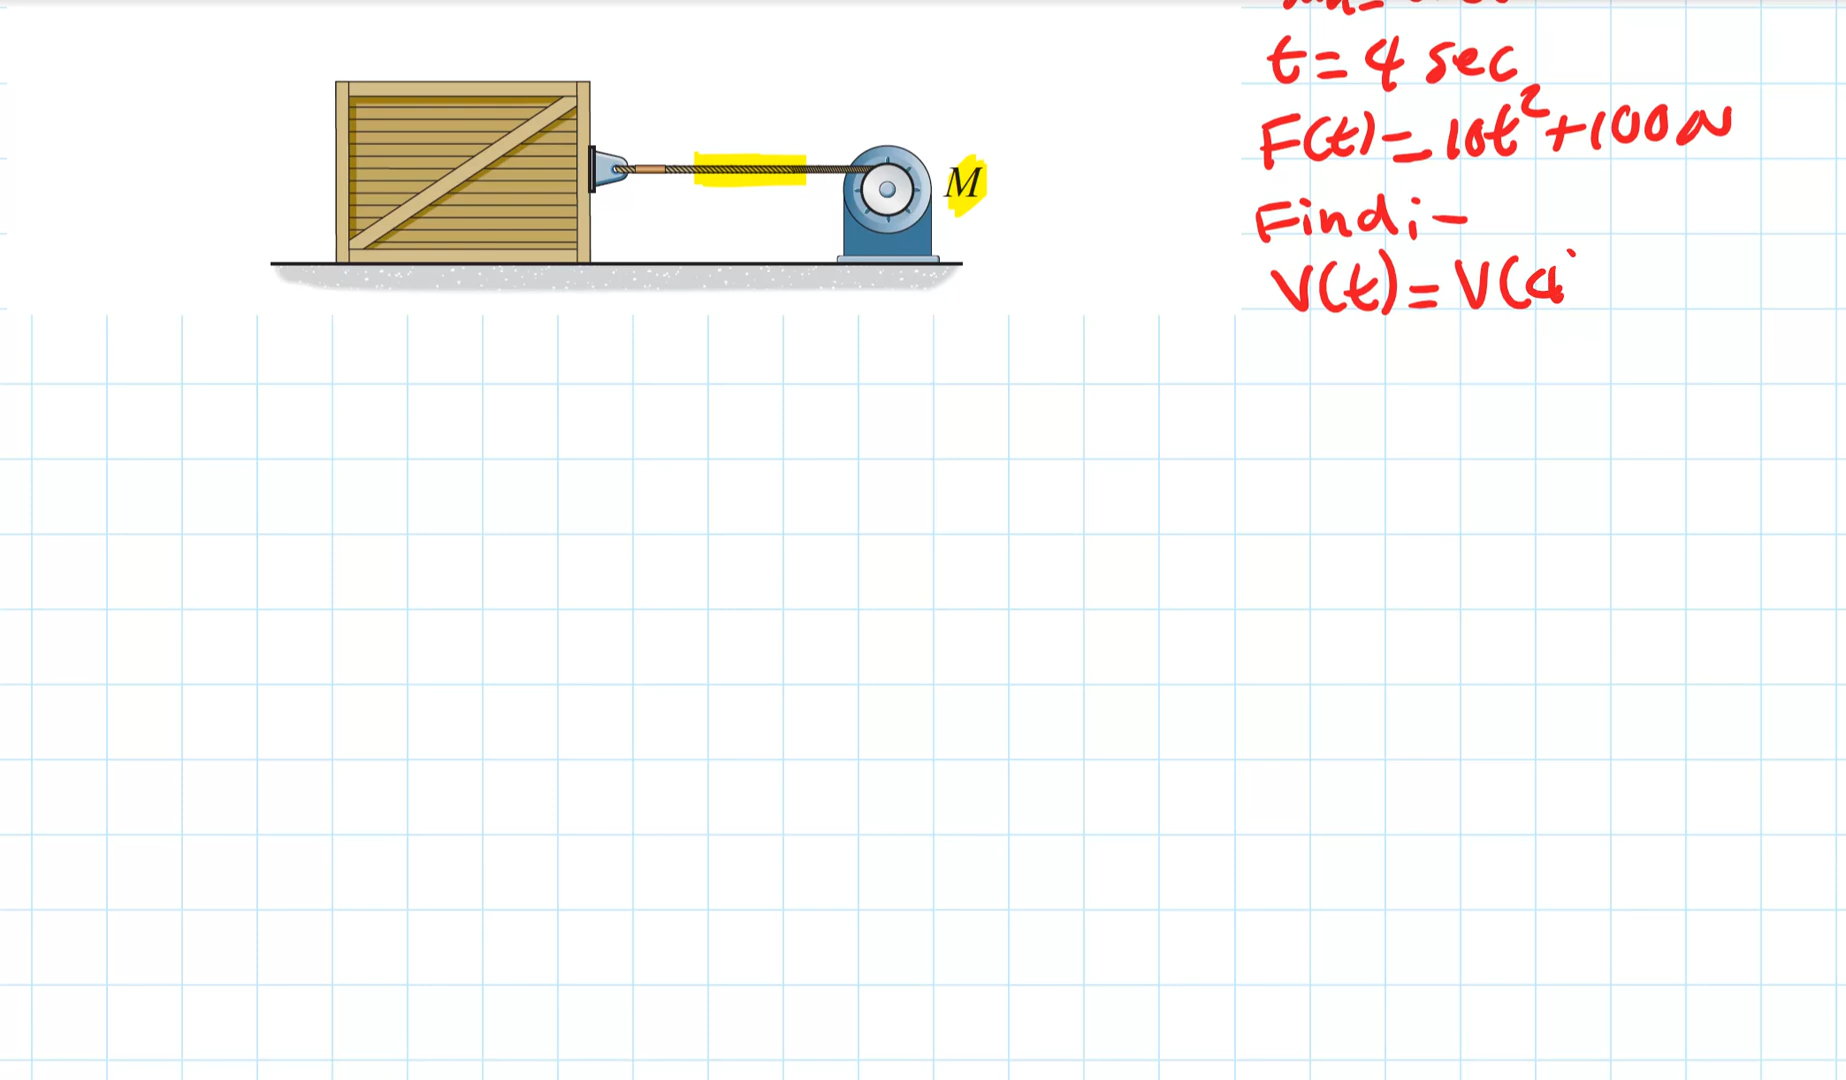 M
t = 4 sec
F(t) = 10t² + 100 N
Find;-
V(t) = V(4